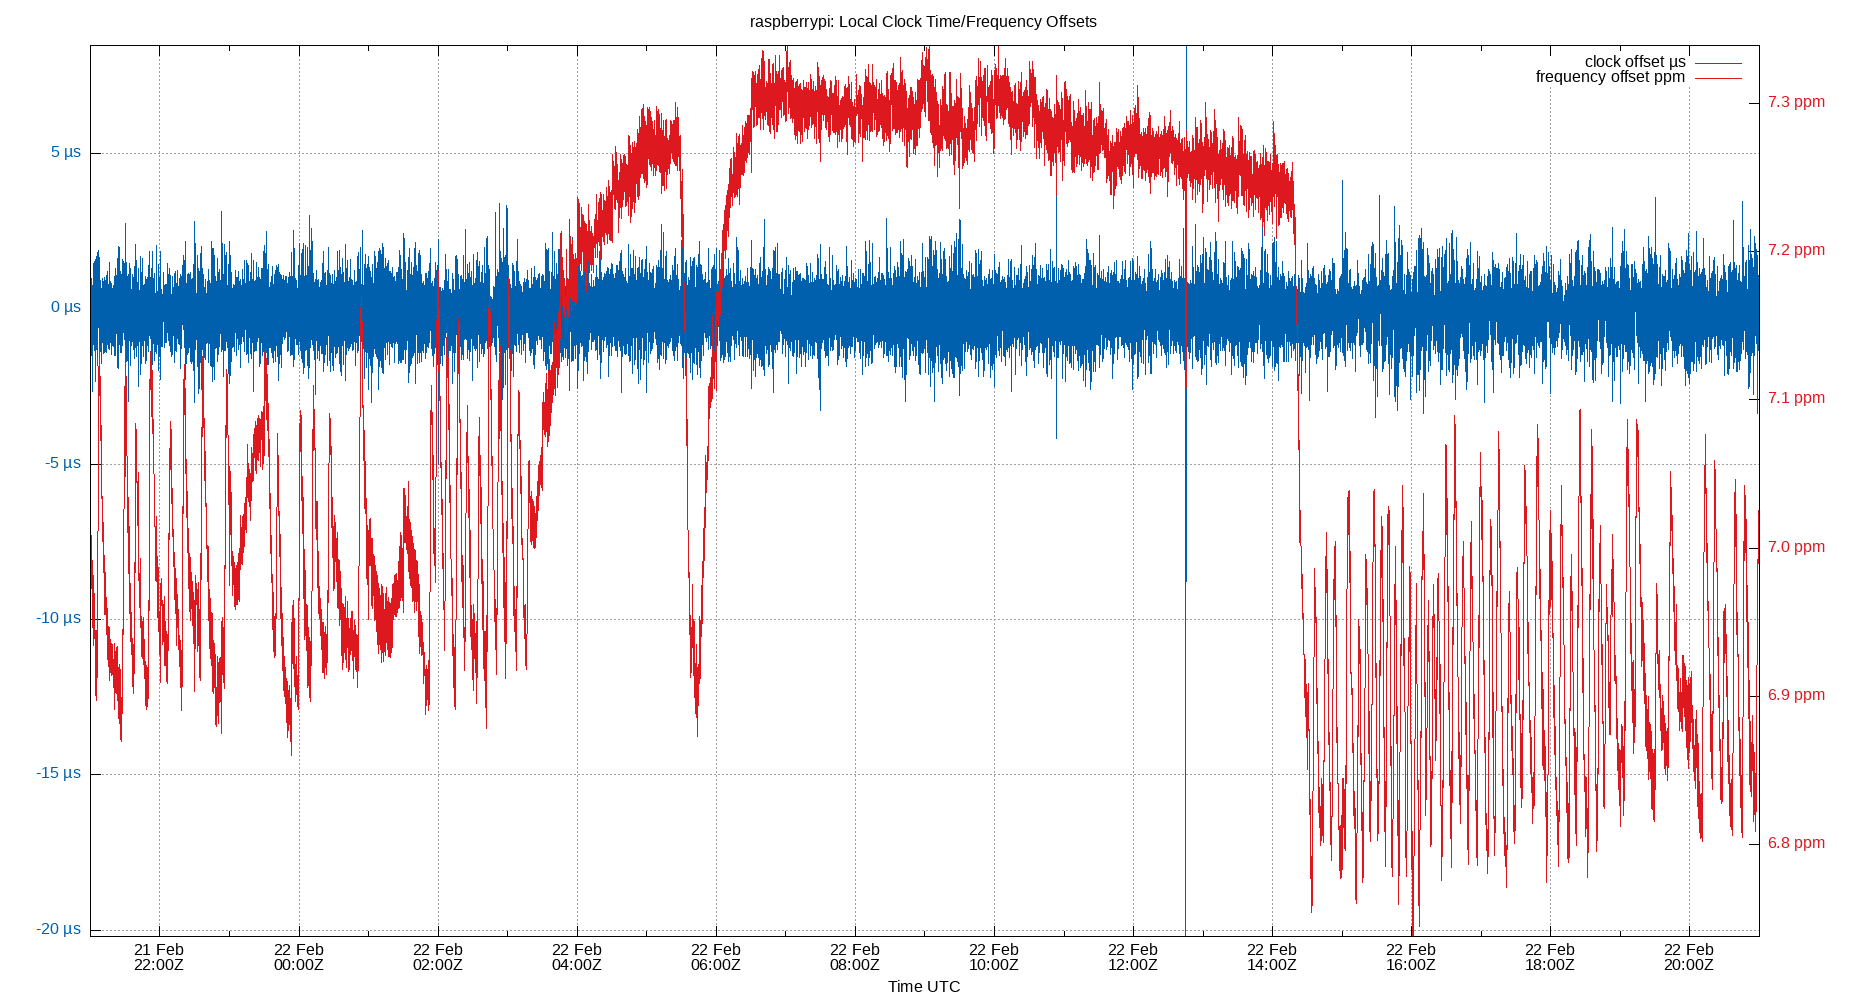 raspberrypi: Local Clock Time/Frequency Offsets
clock offset µs
frequency offset ppm
5 µs
0 µs
-5 µs
-10 µs
-15 µs
-20 µs
7.3 ppm
7.2 ppm
7.1 ppm
7.0 ppm
6.9 ppm
6.8 ppm
21 Feb
22:00Z
22 Feb
00:00Z
22 Feb
02:00Z
22 Feb
04:00Z
22 Feb
06:00Z
22 Feb
08:00Z
22 Feb
10:00Z
22 Feb
12:00Z
22 Feb
14:00Z
22 Feb
16:00Z
22 Feb
18:00Z
22 Feb
20:00Z
Time UTC